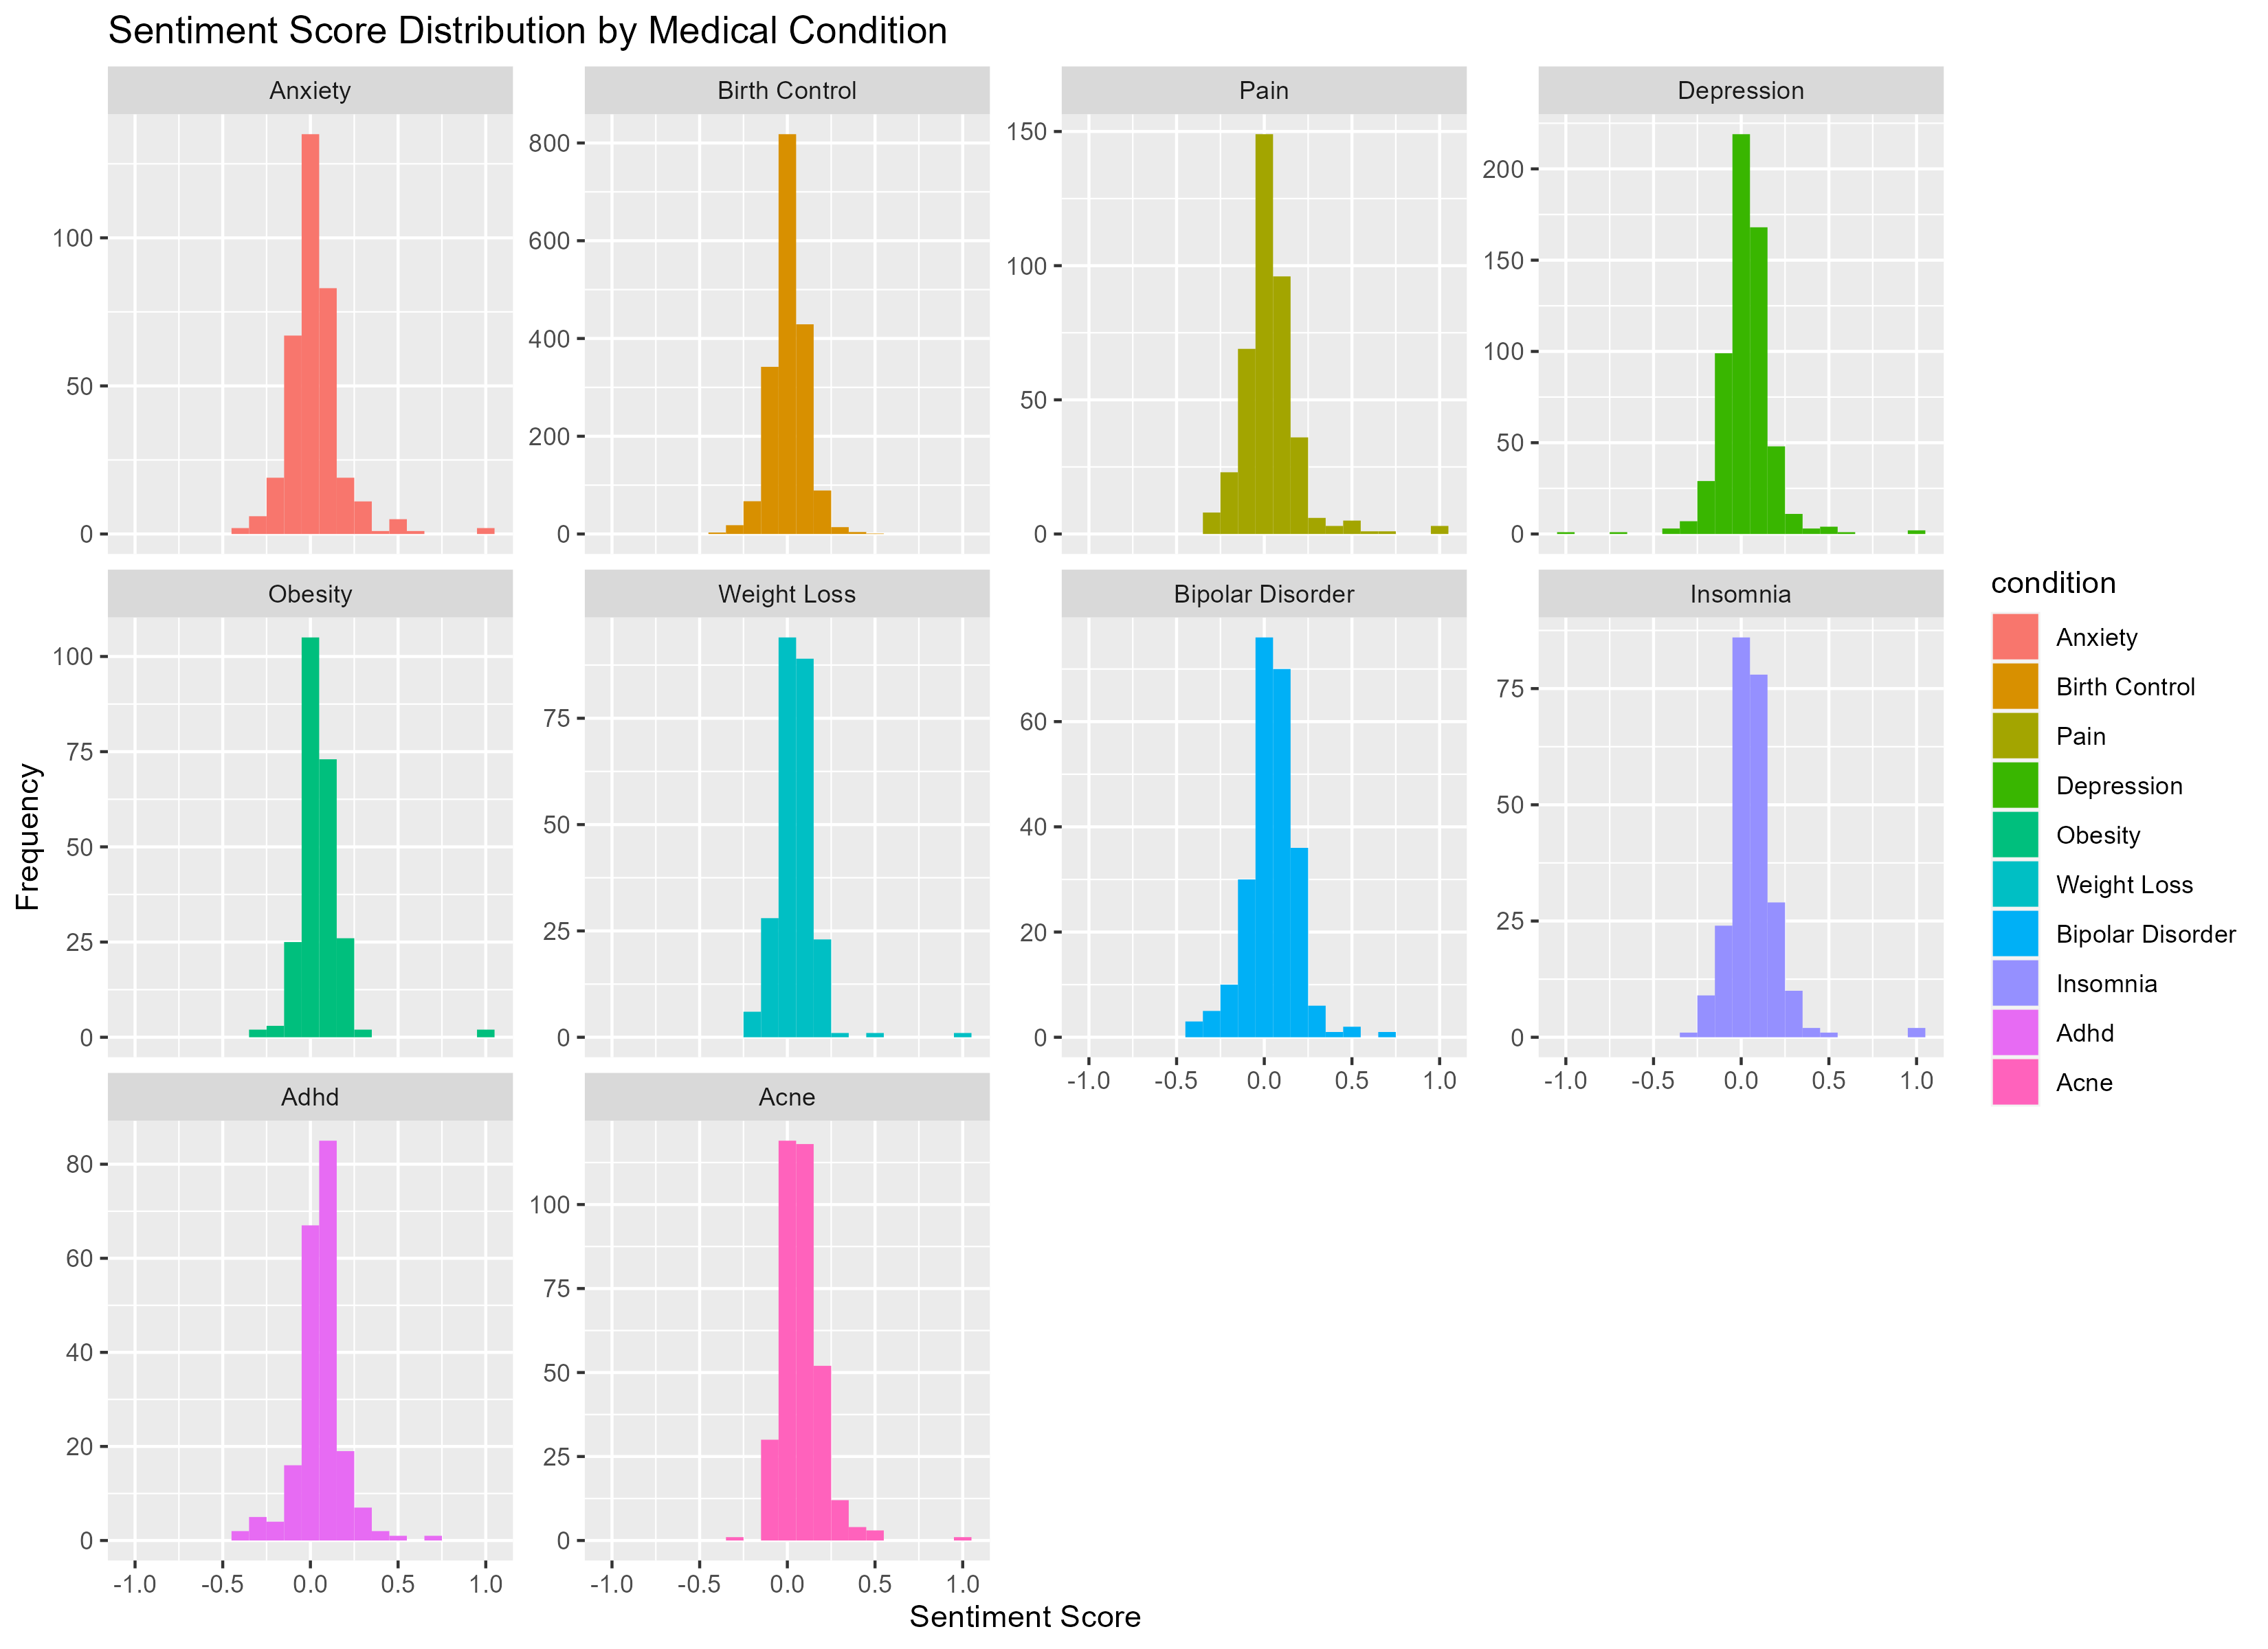 Sentiment Score Distribution by Medical Condition
Anxiety
Birth Control
Pain
Depression
100
50
0
800
600
400
200
0
150
100
50
0
200
150
100
50
0
Obesity
Weight Loss
Bipolar Disorder
Insomnia
100
75
50
25
0
75
50
25
0
60
40
20
0
75
50
25
0
-1.0 -0.5 0.0 0.5 1.0
-1.0 -0.5 0.0 0.5 1.0
Adhd
Acne
80
60
40
20
0
100
75
50
25
0
-1.0 -0.5 0.0 0.5 1.0
-1.0 -0.5 0.0 0.5 1.0
Sentiment Score
Frequency
condition
Anxiety
Birth Control
Pain
Depression
Obesity
Weight Loss
Bipolar Disorder
Insomnia
Adhd
Acne